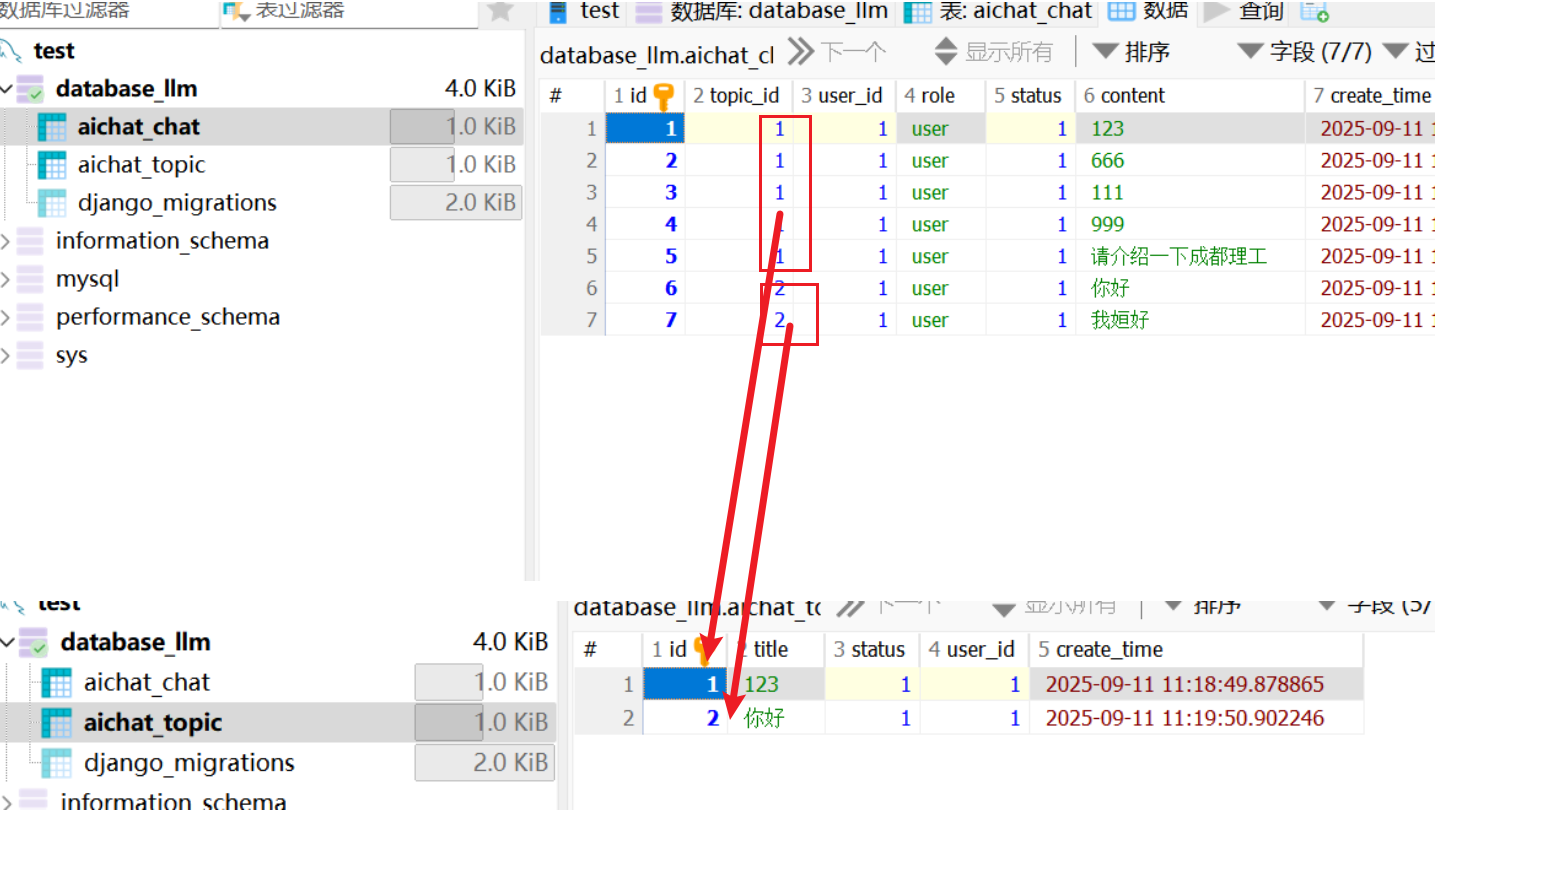 数据库过滤器 表过滤器
test
database_llm 4.0 KiB
aichat_chat 1.0 KiB
aichat_topic 1.0 KiB
django_migrations 2.0 KiB
information_schema
mysql
performance_schema
sys
test 数据库: database_llm 表: aichat_chat 数据 查询
database_llm.aichat_cl 下一个 显示所有 排序 字段 (7/7) 过
# 1 id 2 topic_id 3 user_id 4 role 5 status 6 content 7 create_time
1 1 1 1 user 1 123 2025-09-11 1
2 2 1 1 user 1 666 2025-09-11 1
3 3 1 1 user 1 111 2025-09-11 1
4 4 1 1 user 1 999 2025-09-11 1
5 5 1 1 user 1 请介绍一下成都理工 2025-09-11 1
6 6 2 1 user 1 你好 2025-09-11 1
7 7 2 1 user 1 我姮好 2025-09-11 1
test
database_llm 4.0 KiB
aichat_chat 1.0 KiB
aichat_topic 1.0 KiB
django_migrations 2.0 KiB
information_schema
database_llm.aichat_to 下一个 显示所有 排序 字段 (5/
# 1 id 2 title 3 status 4 user_id 5 create_time
1 1 123 1 1 2025-09-11 11:18:49.878865
2 2 你好 1 1 2025-09-11 11:19:50.902246